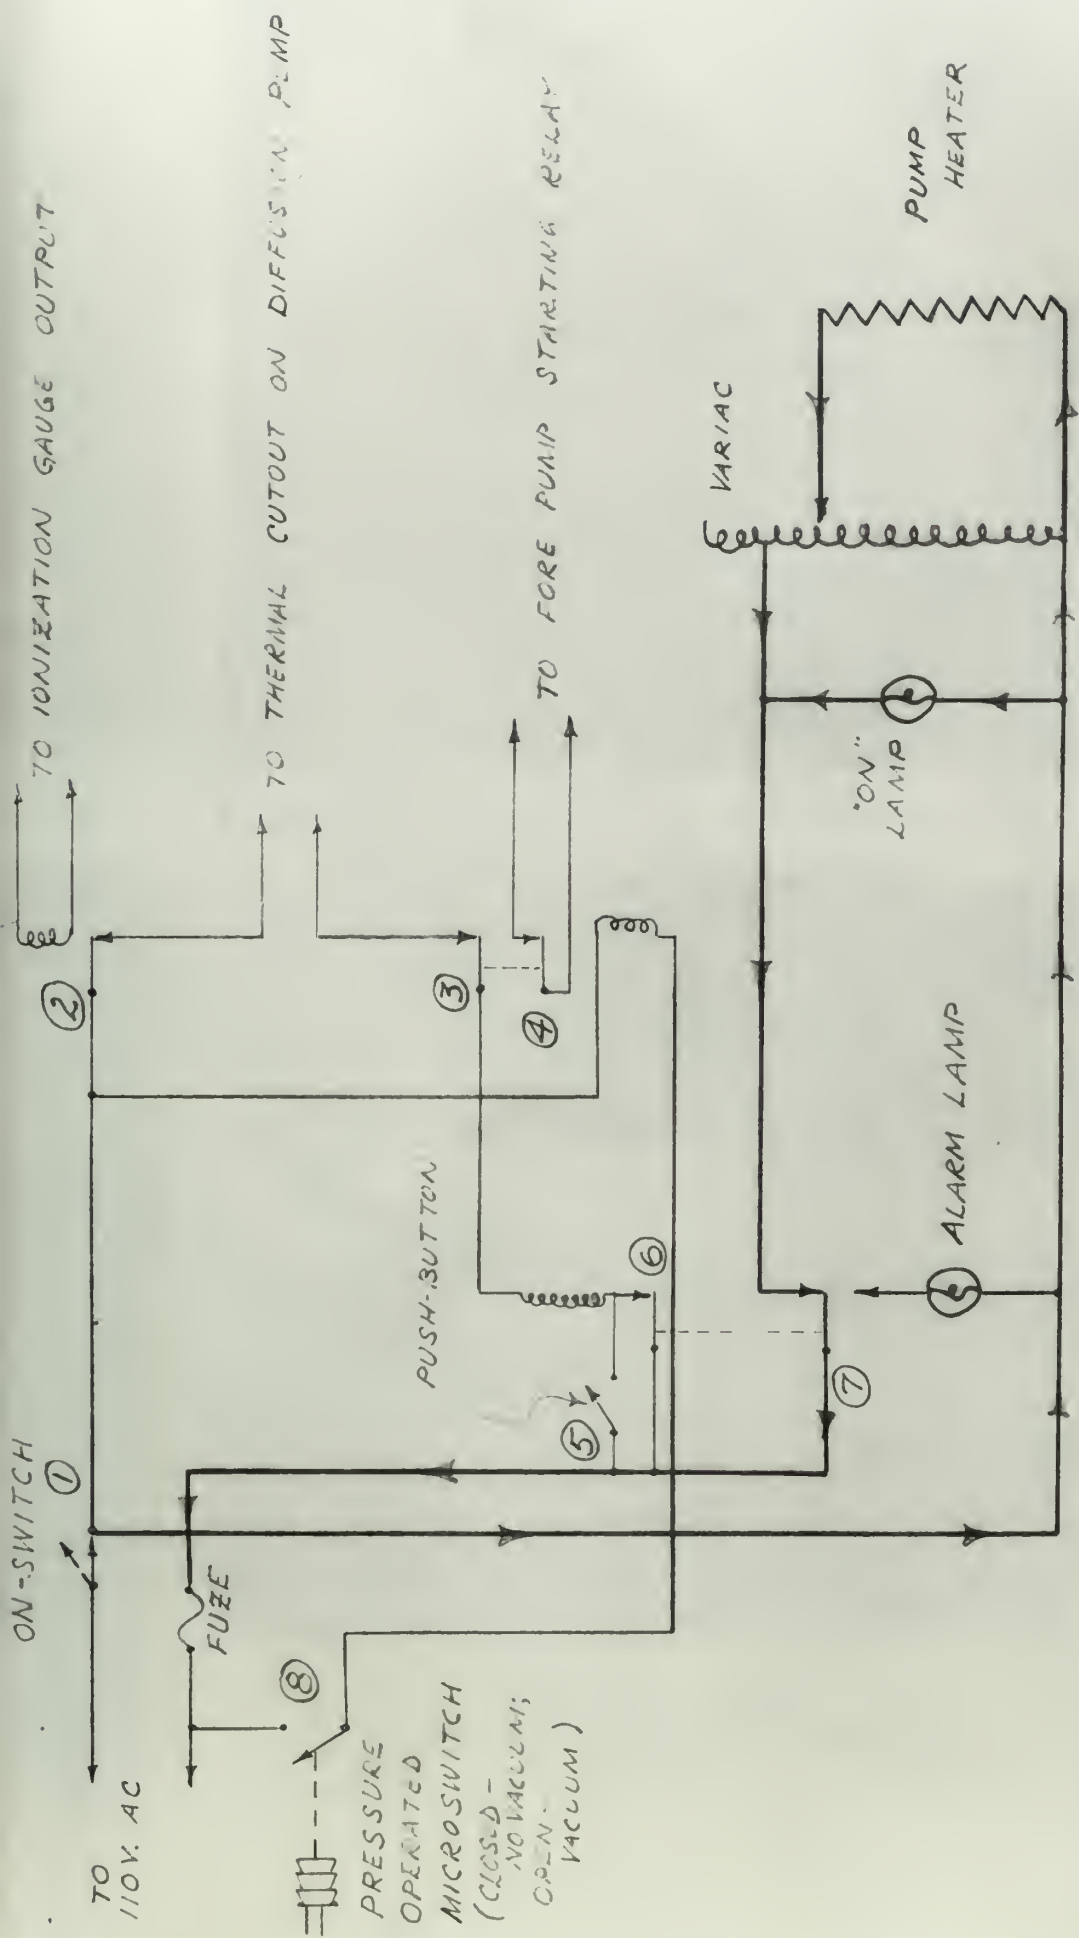 TO IONIZATION GAUGE OUTPUT
TO THERMAL CUTOUT ON DIFFUSION PUMP
TO FORE PUMP STARTING RELAY
ON-SWITCH
①
②
③
④
PUSH-BUTTON
⑤
⑥
⑦
⑧
TO
110V. AC
FUZE
PRESSURE
OPERATED
MICROSWITCH
(CLOSED -
NO VACUUM;
OPEN -
VACUUM)
VARIAC
PUMP
HEATER
"ON"
LAMP
ALARM LAMP